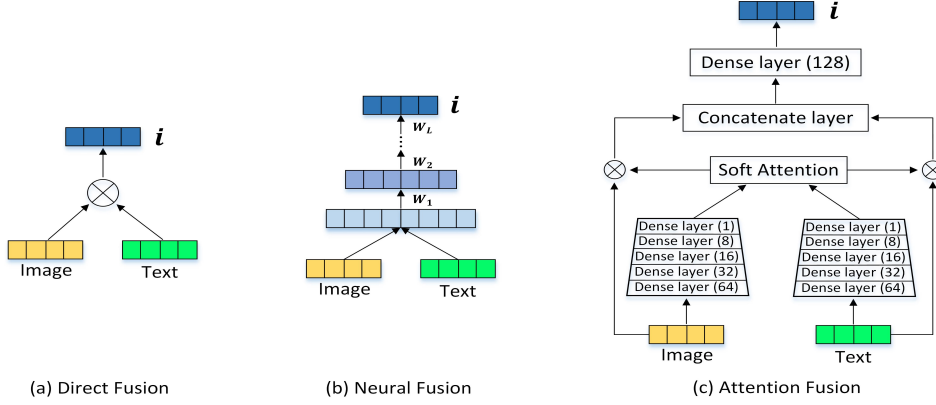 i
Image
Text
(a) Direct Fusion
i
W_L
W_2
W_1
Image
Text
(b) Neural Fusion
i
Dense layer (128)
Concatenate layer
Soft Attention
Dense layer (1)
Dense layer (8)
Dense layer (16)
Dense layer (32)
Dense layer (64)
Dense layer (1)
Dense layer (8)
Dense layer (16)
Dense layer (32)
Dense layer (64)
Image
Text
(c) Attention Fusion